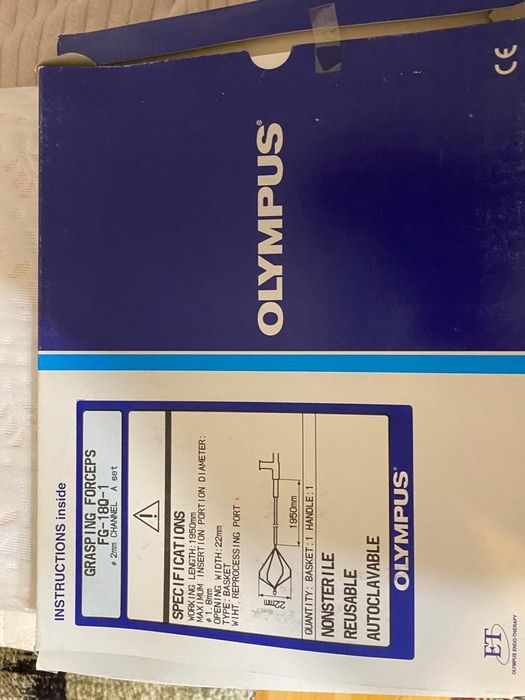 OLYMPUS®
CE
INSTRUCTIONS inside
GRASPING FORCEPS
FG-18Q-1
φ 2mm CHANNEL A set
SPECIFICATIONS
WORKING LENGTH:1950mm
MAXIMUM INSERTION PORTION DIAMETER:
φ1.8mm
OPENING WIDTH:22mm
TYPE:BASKET
WIHT.REPROCESSING PORT
22mm
1950mm
QUANTITY: BASKET:1 HANDLE:1
NONSTERILE
REUSABLE
AUTOCLAVABLE
OLYMPUS®
ET
OLYMPUS ENDO-THERAPY